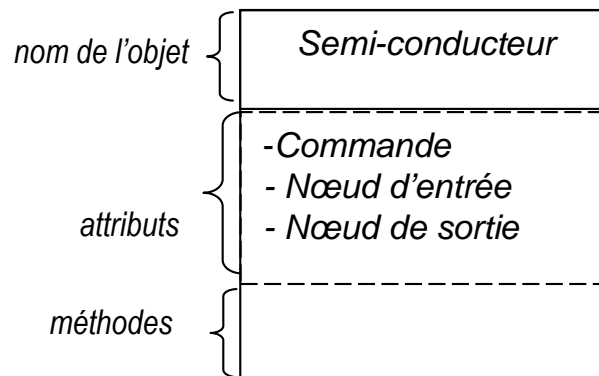 nom de l'objet
Semi-conducteur
attributs
-Commande
- Nœud d'entrée
- Nœud de sortie
méthodes